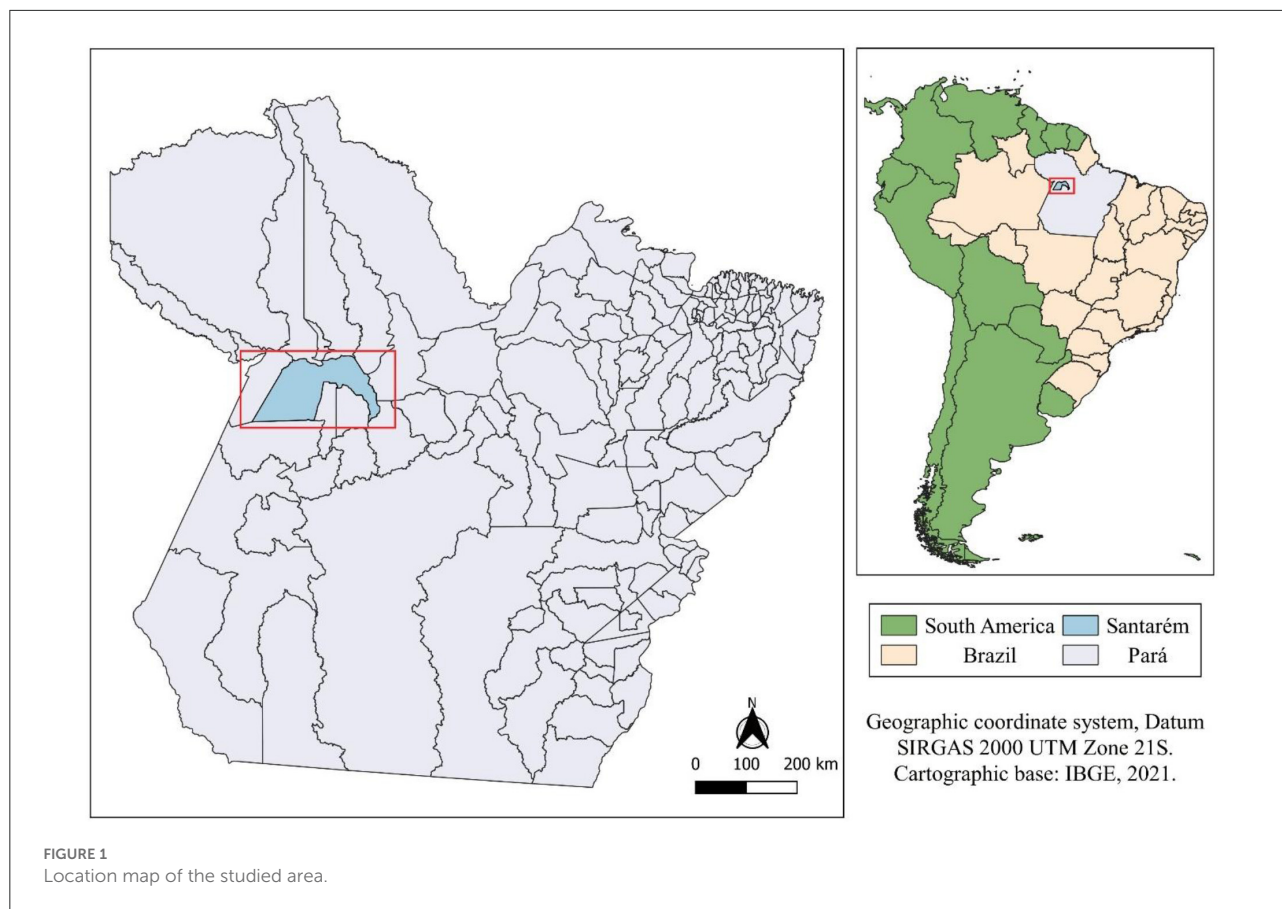 N
0 100 200 km
South America Santarém
Brazil Pará
Geographic coordinate system, Datum
SIRGAS 2000 UTM Zone 21S.
Cartographic base: IBGE, 2021.
FIGURE 1
Location map of the studied area.